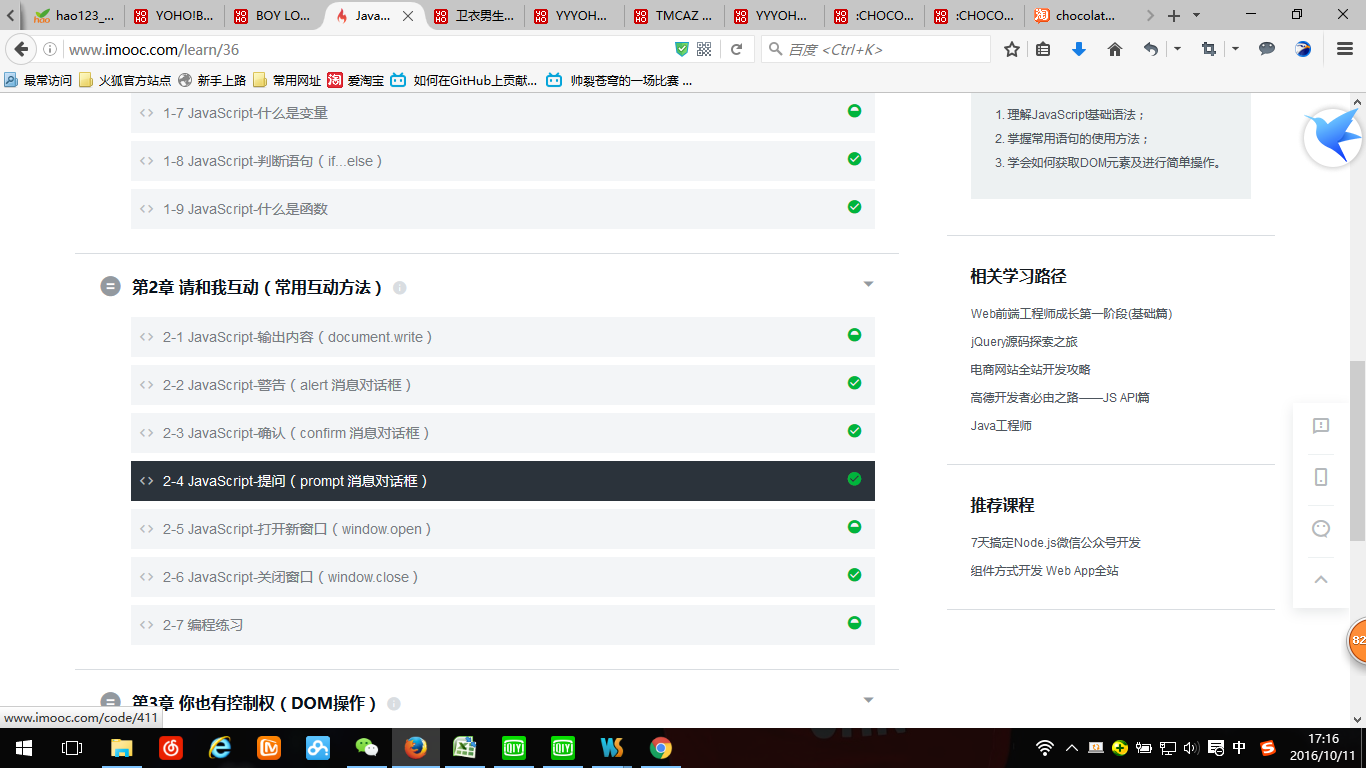 hao123_...
YOHO!B...
BOY LO...
Java...
卫衣男生...
YYYOH...
TMCAZ ...
YYYOH...
:CHOCO...
:CHOCO...
chocolat...
www.imooc.com/learn/36
百度 <Ctrl+K>
最常访问
火狐官方站点
新手上路
常用网址
爱淘宝
如何在GitHub上贡献...
帅裂苍穹的一场比赛 ...
1-7 JavaScript-什么是变量
1-8 JavaScript-判断语句（if...else）
1-9 JavaScript-什么是函数
第2章 请和我互动（常用互动方法）
2-1 JavaScript-输出内容（document.write）
2-2 JavaScript-警告（alert 消息对话框）
2-3 JavaScript-确认（confirm 消息对话框）
2-4 JavaScript-提问（prompt 消息对话框）
2-5 JavaScript-打开新窗口（window.open）
2-6 JavaScript-关闭窗口（window.close）
2-7 编程练习
第3章 你也有控制权（DOM操作）
1. 理解JavaScript基础语法；
2. 掌握常用语句的使用方法；
3. 学会如何获取DOM元素及进行简单操作。
相关学习路径
Web前端工程师成长第一阶段(基础篇)
jQuery源码探索之旅
电商网站全站开发攻略
高德开发者必由之路——JS API篇
Java工程师
推荐课程
7天搞定Node.js微信公众号开发
组件方式开发 Web App全站
82
www.imooc.com/code/411
中
17:16
2016/10/11